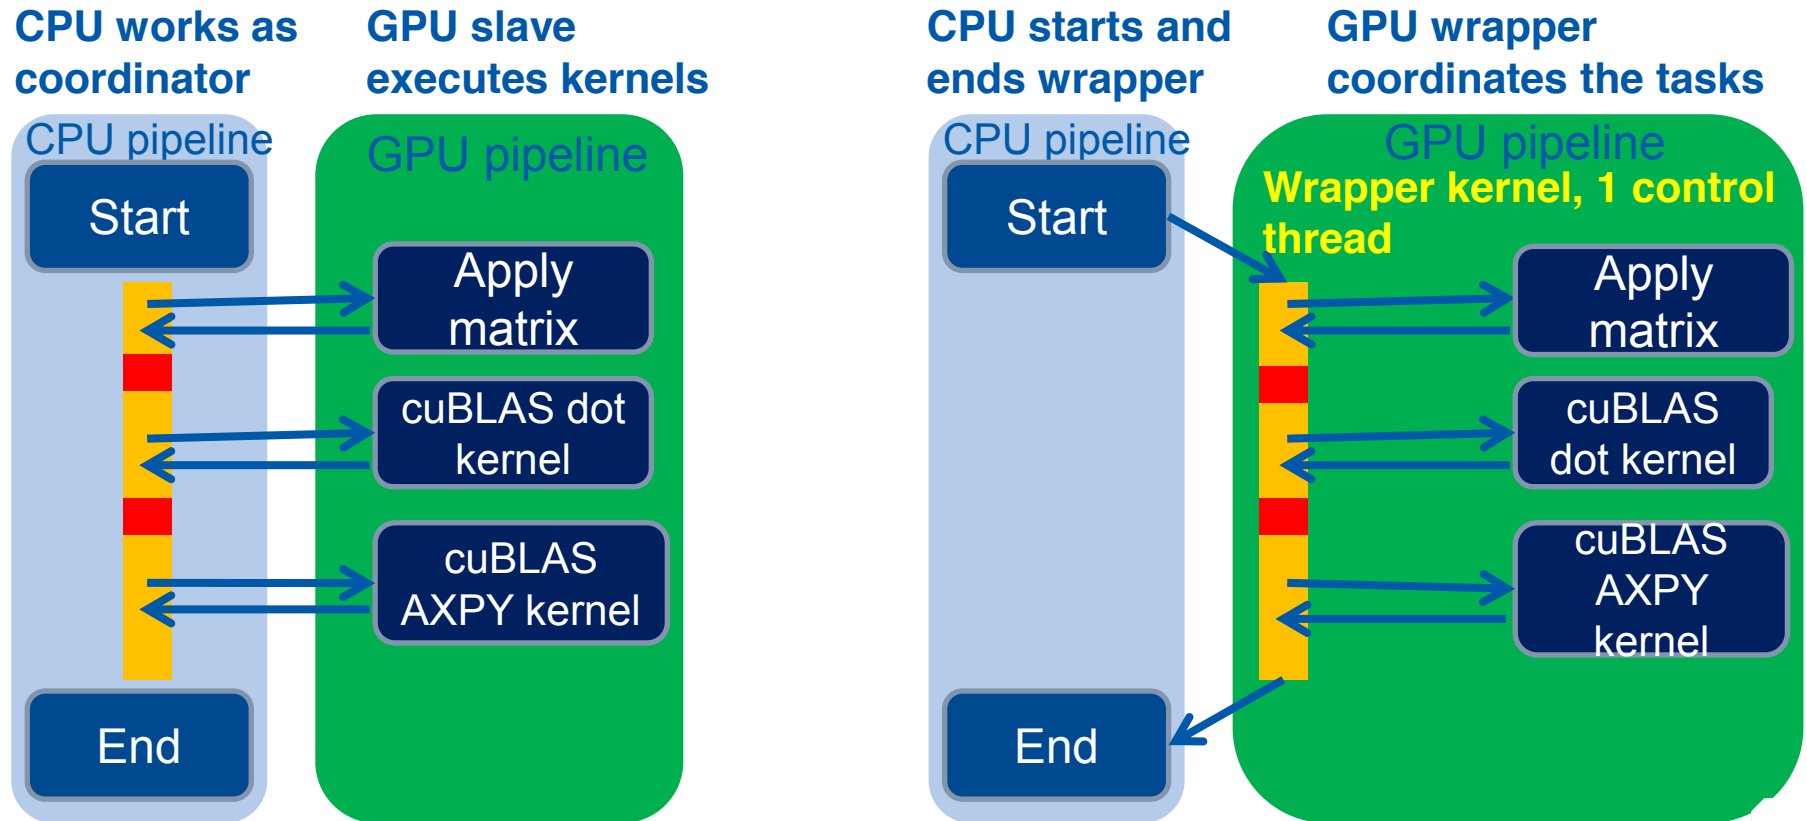 CPU works as
coordinator
GPU slave
executes kernels
CPU pipeline
Start
End
GPU pipeline
Apply
matrix
cuBLAS dot
kernel
cuBLAS
AXPY kernel
CPU starts and
ends wrapper
GPU wrapper
coordinates the tasks
CPU pipeline
Start
End
GPU pipeline
Wrapper kernel, 1 control
thread
Apply
matrix
cuBLAS
dot kernel
cuBLAS
AXPY
kernel